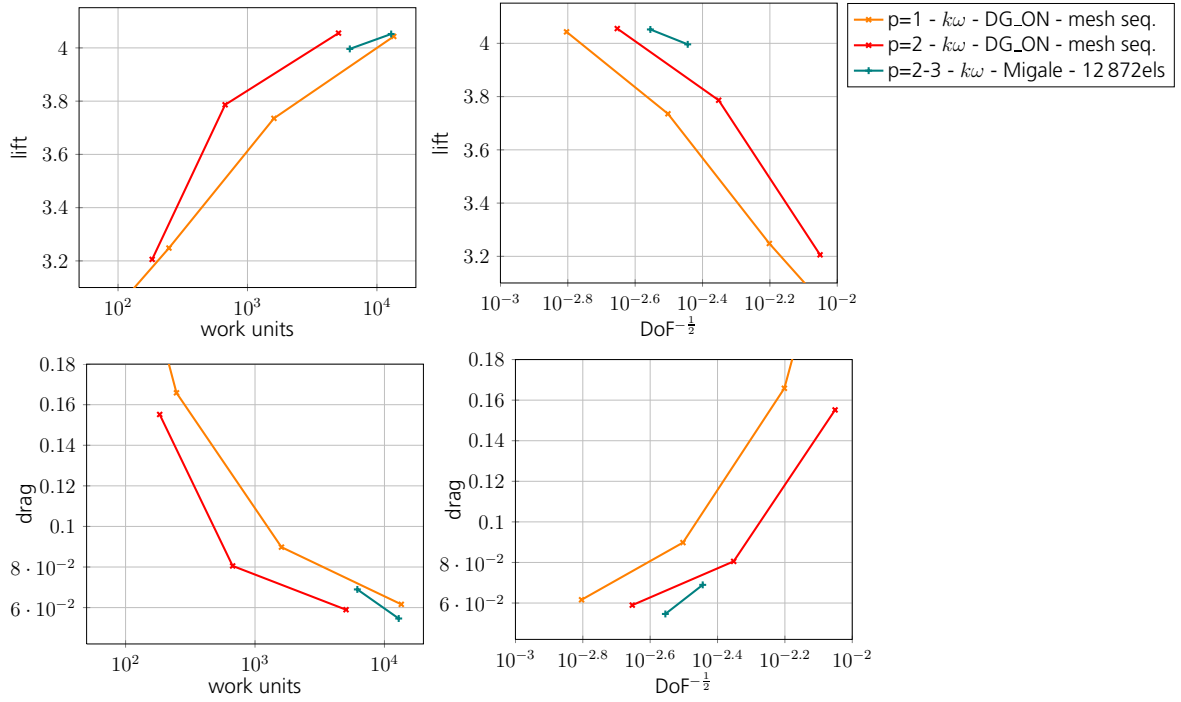 4
3.8
3.6
3.4
3.2
lift
10^2
10^3
10^4
work units
4
3.8
3.6
3.4
3.2
lift
10^−3
10^−2.8
10^−2.6
10^−2.4
10^−2.2
10^−2
DoF^−1/2
p=1 - kω - DG_ON - mesh seq.
p=2 - kω - DG_ON - mesh seq.
p=2-3 - kω - Migale - 12 872els
0.18
0.16
0.14
0.12
0.1
8 · 10^−2
6 · 10^−2
drag
10^2
10^3
10^4
work units
0.18
0.16
0.14
0.12
0.1
8 · 10^−2
6 · 10^−2
drag
10^−3
10^−2.8
10^−2.6
10^−2.4
10^−2.2
10^−2
DoF^−1/2